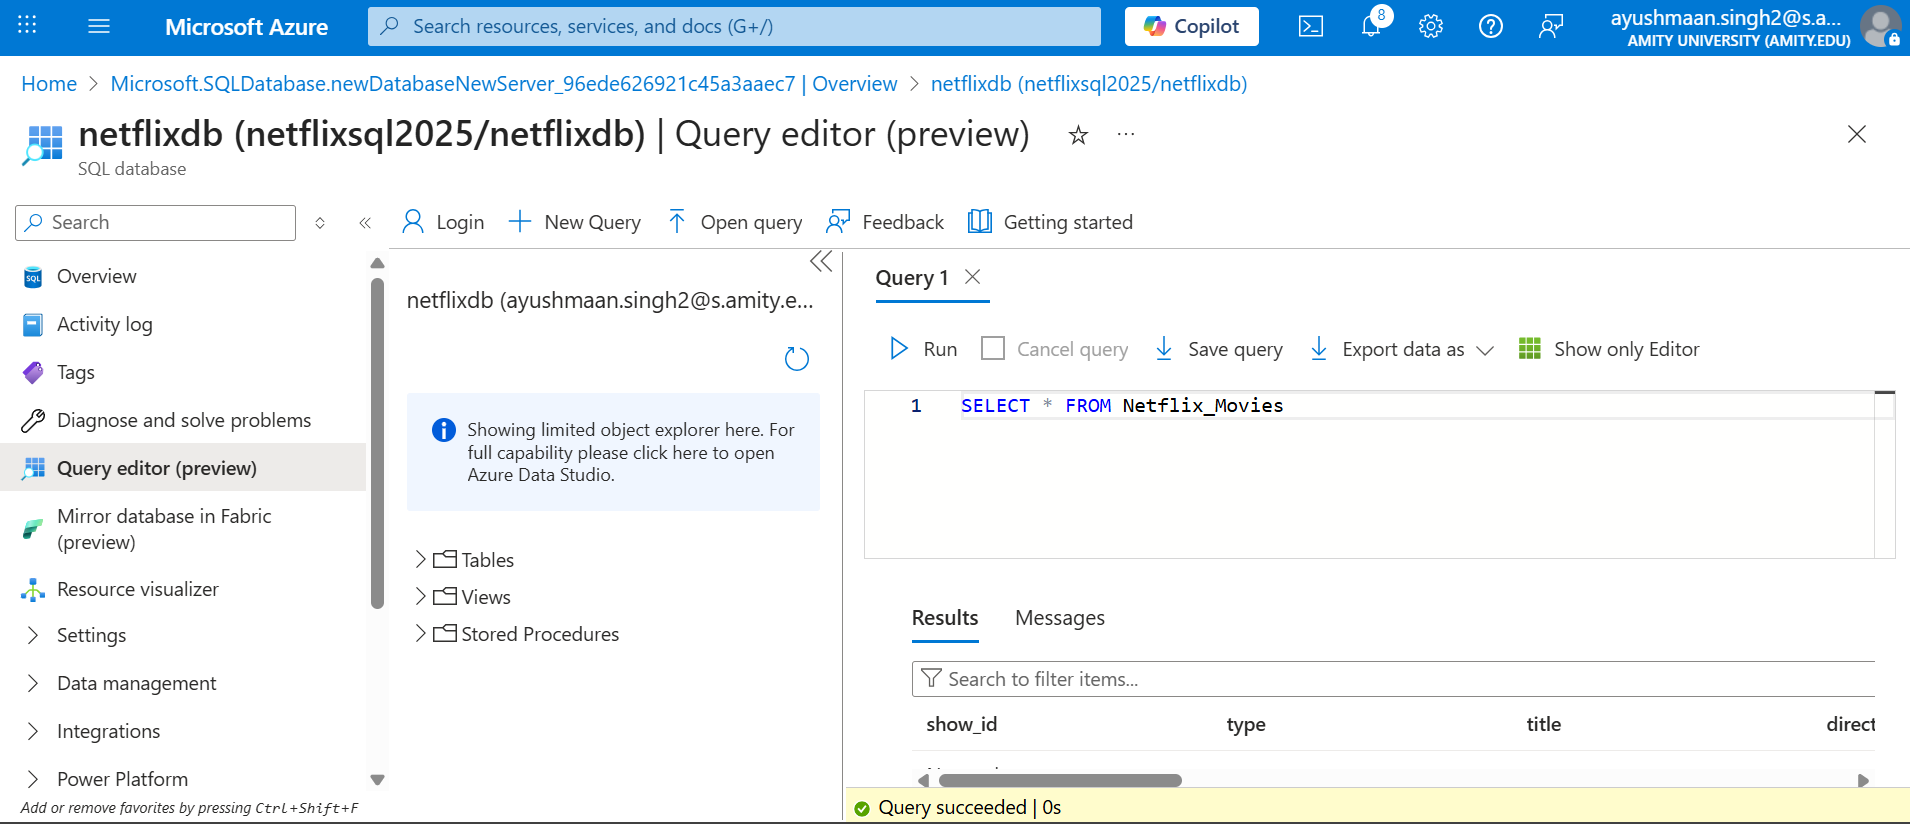 Microsoft Azure
Search resources, services, and docs (G+/)
Copilot
8
ayushmaan.singh2@s.a...
AMITY UNIVERSITY (AMITY.EDU)
Home > Microsoft.SQLDatabase.newDatabaseNewServer_96ede626921c45a3aaec7 | Overview > netflixdb (netflixsql2025/netflixdb)
netflixdb (netflixsql2025/netflixdb) | Query editor (preview)
SQL database
Search
Login
New Query
Open query
Feedback
Getting started
Overview
Activity log
Tags
Diagnose and solve problems
Query editor (preview)
Mirror database in Fabric
(preview)
Resource visualizer
Settings
Data management
Integrations
Power Platform
Add or remove favorites by pressing Ctrl+Shift+F
netflixdb (ayushmaan.singh2@s.amity.e...
Showing limited object explorer here. For
full capability please click here to open
Azure Data Studio.
Tables
Views
Stored Procedures
Query 1
Run
Cancel query
Save query
Export data as
Show only Editor
1 SELECT * FROM Netflix_Movies
Results
Messages
Search to filter items...
show_id type title direct
Query succeeded | 0s